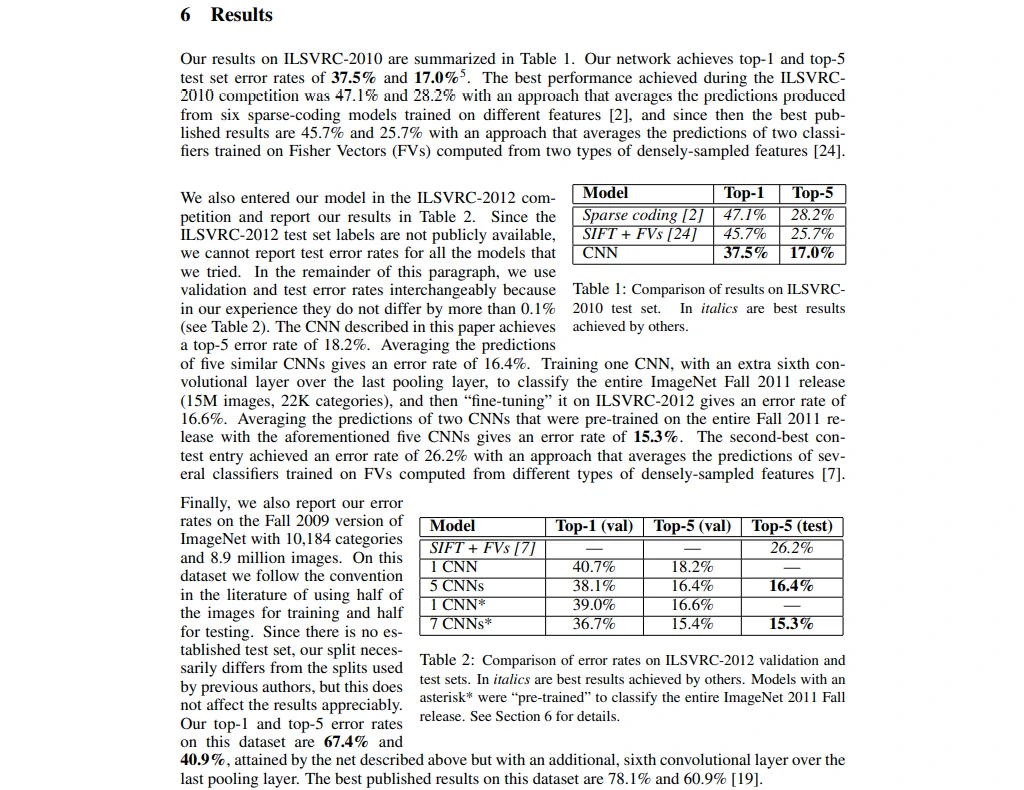 6 Results
Our results on ILSVRC-2010 are summarized in Table 1. Our network achieves top-1 and top-5
test set error rates of 37.5% and 17.0%⁵. The best performance achieved during the ILSVRC-
2010 competition was 47.1% and 28.2% with an approach that averages the predictions produced
from six sparse-coding models trained on different features [2], and since then the best pub-
lished results are 45.7% and 25.7% with an approach that averages the predictions of two classi-
fiers trained on Fisher Vectors (FVs) computed from two types of densely-sampled features [24].
We also entered our model in the ILSVRC-2012 com-
petition and report our results in Table 2. Since the
ILSVRC-2012 test set labels are not publicly available,
we cannot report test error rates for all the models that
we tried. In the remainder of this paragraph, we use
validation and test error rates interchangeably because
in our experience they do not differ by more than 0.1%
(see Table 2). The CNN described in this paper achieves
a top-5 error rate of 18.2%. Averaging the predictions
of five similar CNNs gives an error rate of 16.4%. Training one CNN, with an extra sixth con-
volutional layer over the last pooling layer, to classify the entire ImageNet Fall 2011 release
(15M images, 22K categories), and then “fine-tuning” it on ILSVRC-2012 gives an error rate of
16.6%. Averaging the predictions of two CNNs that were pre-trained on the entire Fall 2011 re-
lease with the aforementioned five CNNs gives an error rate of 15.3%. The second-best con-
test entry achieved an error rate of 26.2% with an approach that averages the predictions of sev-
eral classifiers trained on FVs computed from different types of densely-sampled features [7].
Model Top-1 Top-5
Sparse coding [2] 47.1% 28.2%
SIFT + FVs [24] 45.7% 25.7%
CNN 37.5% 17.0%
Table 1: Comparison of results on ILSVRC-
2010 test set. In italics are best results
achieved by others.
Finally, we also report our error
rates on the Fall 2009 version of
ImageNet with 10,184 categories
and 8.9 million images. On this
dataset we follow the convention
in the literature of using half of
the images for training and half
for testing. Since there is no es-
tablished test set, our split neces-
sarily differs from the splits used
by previous authors, but this does
not affect the results appreciably.
Our top-1 and top-5 error rates
on this dataset are 67.4% and
40.9%, attained by the net described above but with an additional, sixth convolutional layer over the
last pooling layer. The best published results on this dataset are 78.1% and 60.9% [19].
Model Top-1 (val) Top-5 (val) Top-5 (test)
SIFT + FVs [7] — — 26.2%
1 CNN 40.7% 18.2% —
5 CNNs 38.1% 16.4% 16.4%
1 CNN* 39.0% 16.6% —
7 CNNs* 36.7% 15.4% 15.3%
Table 2: Comparison of error rates on ILSVRC-2012 validation and
test sets. In italics are best results achieved by others. Models with an
asterisk* were “pre-trained” to classify the entire ImageNet 2011 Fall
release. See Section 6 for details.